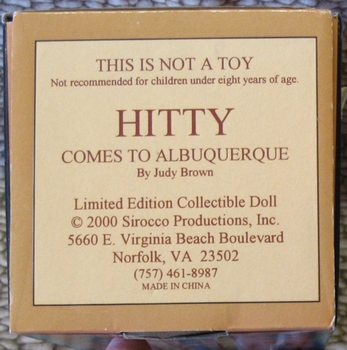 THIS IS NOT A TOY
Not recommended for children under eight years of age.
HITTY
COMES TO ALBUQUERQUE
By Judy Brown
Limited Edition Collectible Doll
© 2000 Sirocco Productions, Inc.
5660 E. Virginia Beach Boulevard
Norfolk, VA 23502
(757) 461-8987
MADE IN CHINA